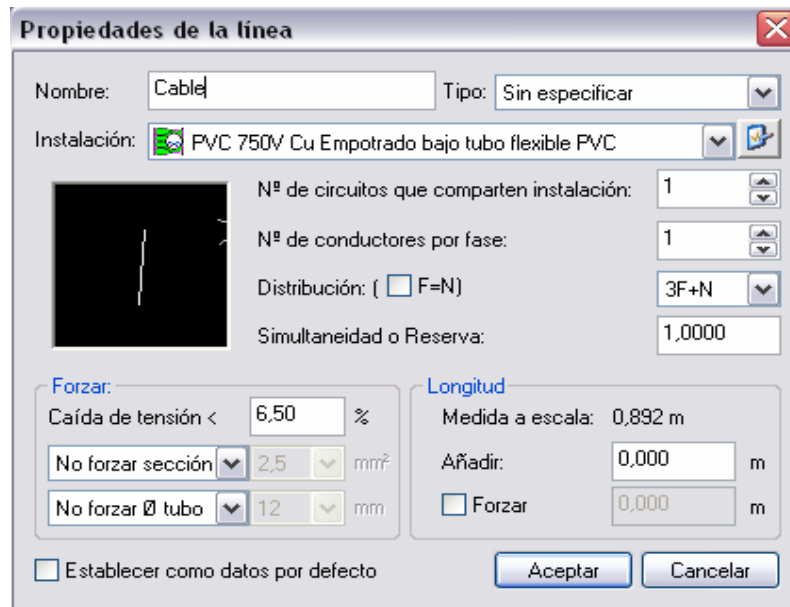 Propiedades de la línea
Nombre: Cable Tipo: Sin especificar
Instalación: PVC 750V Cu Empotrado bajo tubo flexible PVC
Nº de circuitos que comparten instalación: 1
Nº de conductores por fase: 1
Distribución: ( F=N) 3F+N
Simultaneidad o Reserva: 1,0000
Forzar:
Caída de tensión < 6,50 %
No forzar sección 2,5 mm²
No forzar Ø tubo 12 mm
Longitud
Medida a escala: 0,892 m
Añadir: 0,000 m
Forzar 0,000 m
Establecer como datos por defecto
Aceptar Cancelar